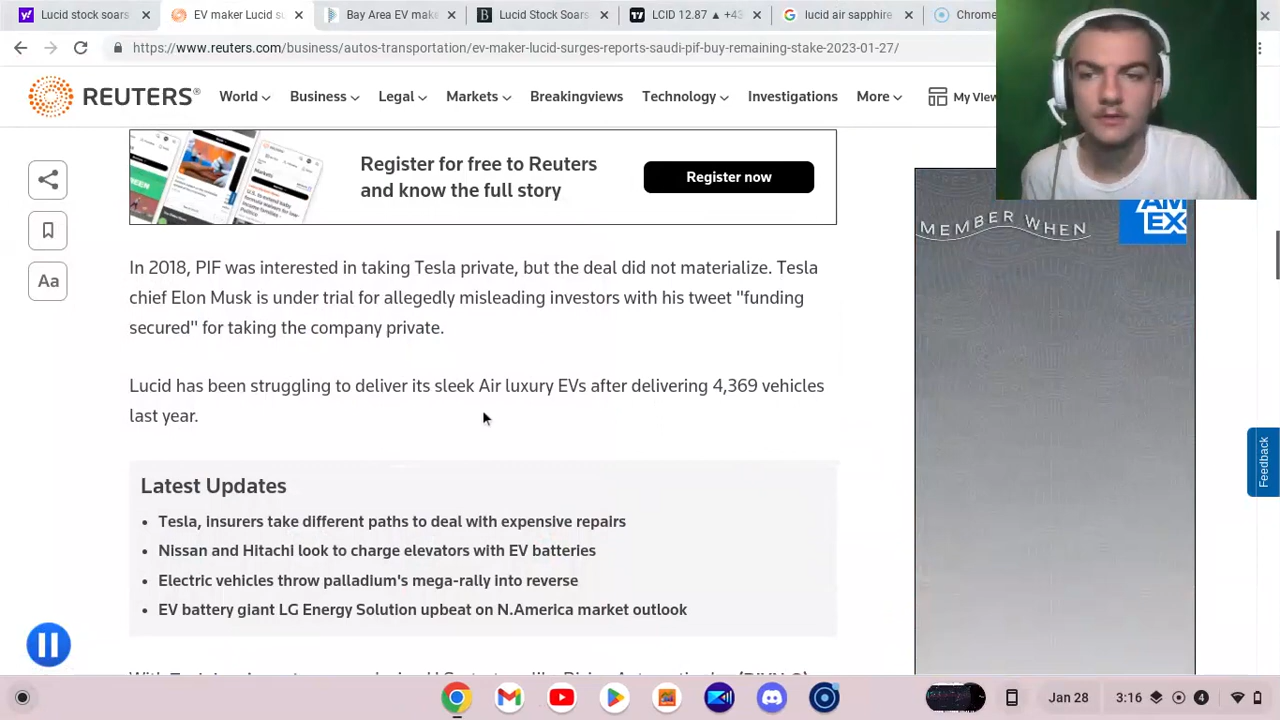 Lucid stock soars
EV maker Lucid su
Bay Area EV make
Lucid Stock Soars
LCID 12.87 ▲ +43
lucid air sapphire
Chrome
https://www.reuters.com/business/autos-transportation/ev-maker-lucid-surges-reports-saudi-pif-buy-remaining-stake-2023-01-27/
REUTERS®
World
Business
Legal
Markets
Breakingviews
Technology
Investigations
More
My View
Register for free to Reuters
and know the full story
Register now
MEMBER WHEN
AM
EX
Aa
In 2018, PIF was interested in taking Tesla private, but the deal did not materialize. Tesla
chief Elon Musk is under trial for allegedly misleading investors with his tweet "funding
secured" for taking the company private.
Lucid has been struggling to deliver its sleek Air luxury EVs after delivering 4,369 vehicles
last year.
Latest Updates
• Tesla, insurers take different paths to deal with expensive repairs
• Nissan and Hitachi look to charge elevators with EV batteries
• Electric vehicles throw palladium's mega-rally into reverse
• EV battery giant LG Energy Solution upbeat on N.America market outlook
Feedback
Jan 28
3:16
4